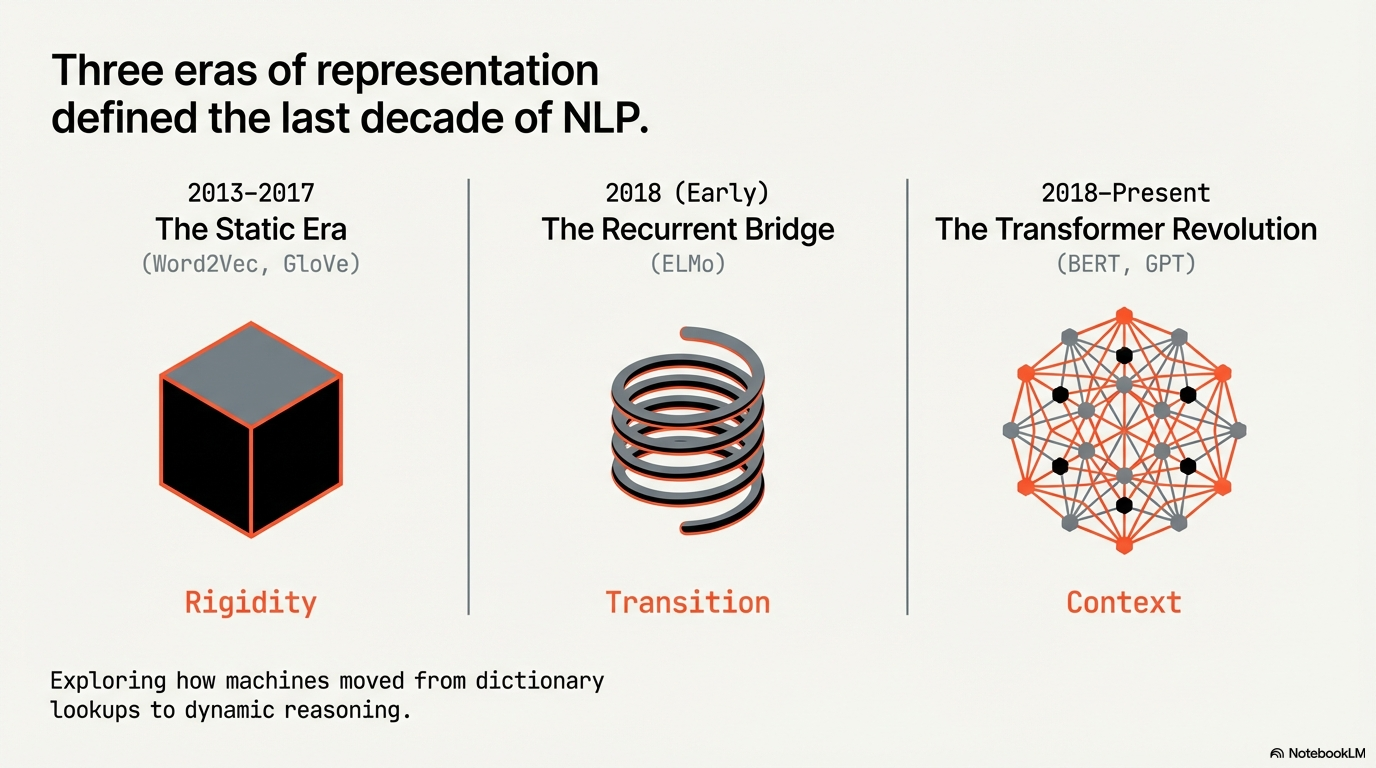 Three eras of representation
defined the last decade of NLP.
2013–2017
The Static Era
(Word2Vec, GloVe)
Rigidity
2018 (Early)
The Recurrent Bridge
(ELMo)
Transition
2018–Present
The Transformer Revolution
(BERT, GPT)
Context
Exploring how machines moved from dictionary
lookups to dynamic reasoning.
NotebookLM